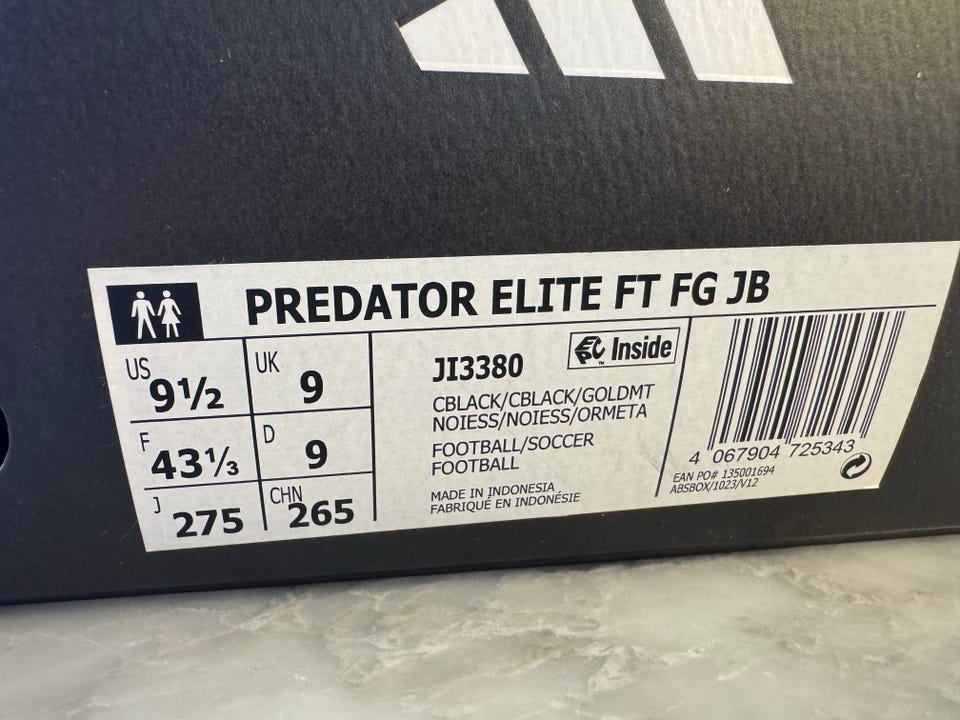 PREDATOR ELITE FT FG JB
US 9½
UK 9
F 43⅓
D 9
J 275
CHN 265
JI3380
EPC Inside
™
CBLACK/CBLACK/GOLDMT
NOIESS/NOIESS/ORMETA
FOOTBALL/SOCCER
FOOTBALL
MADE IN INDONESIA
FABRIQUÉ EN INDONÉSIE
4 067904 725343
EAN PO# 135001694
ABSBOX/1023/V12